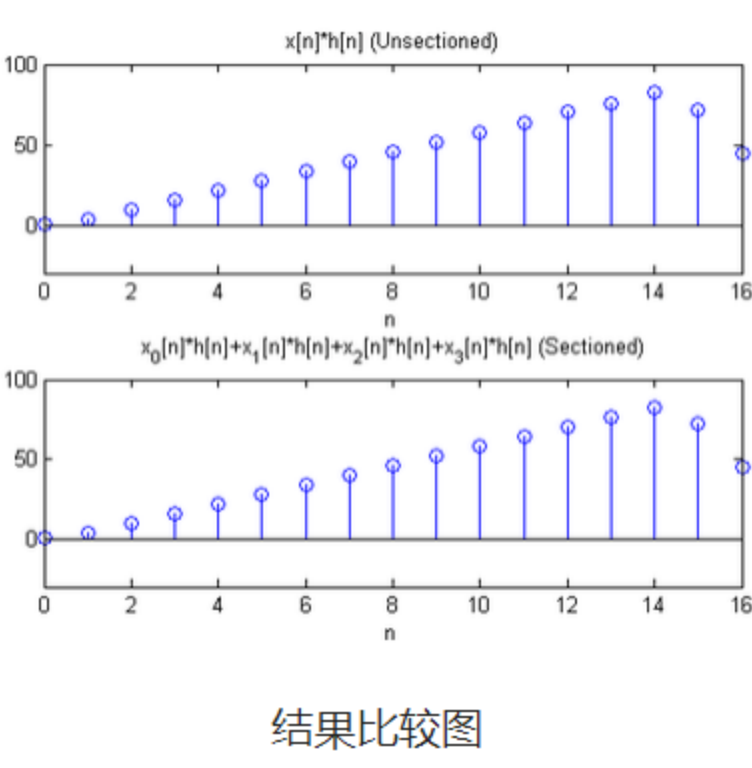 x[n]*h[n] (Unsectioned)
100
50
0
0 2 4 6 8 10 12 14 16
n
x0[n]*h[n]+x1[n]*h[n]+x2[n]*h[n]+x3[n]*h[n] (Sectioned)
100
50
0
0 2 4 6 8 10 12 14 16
n
结果比较图